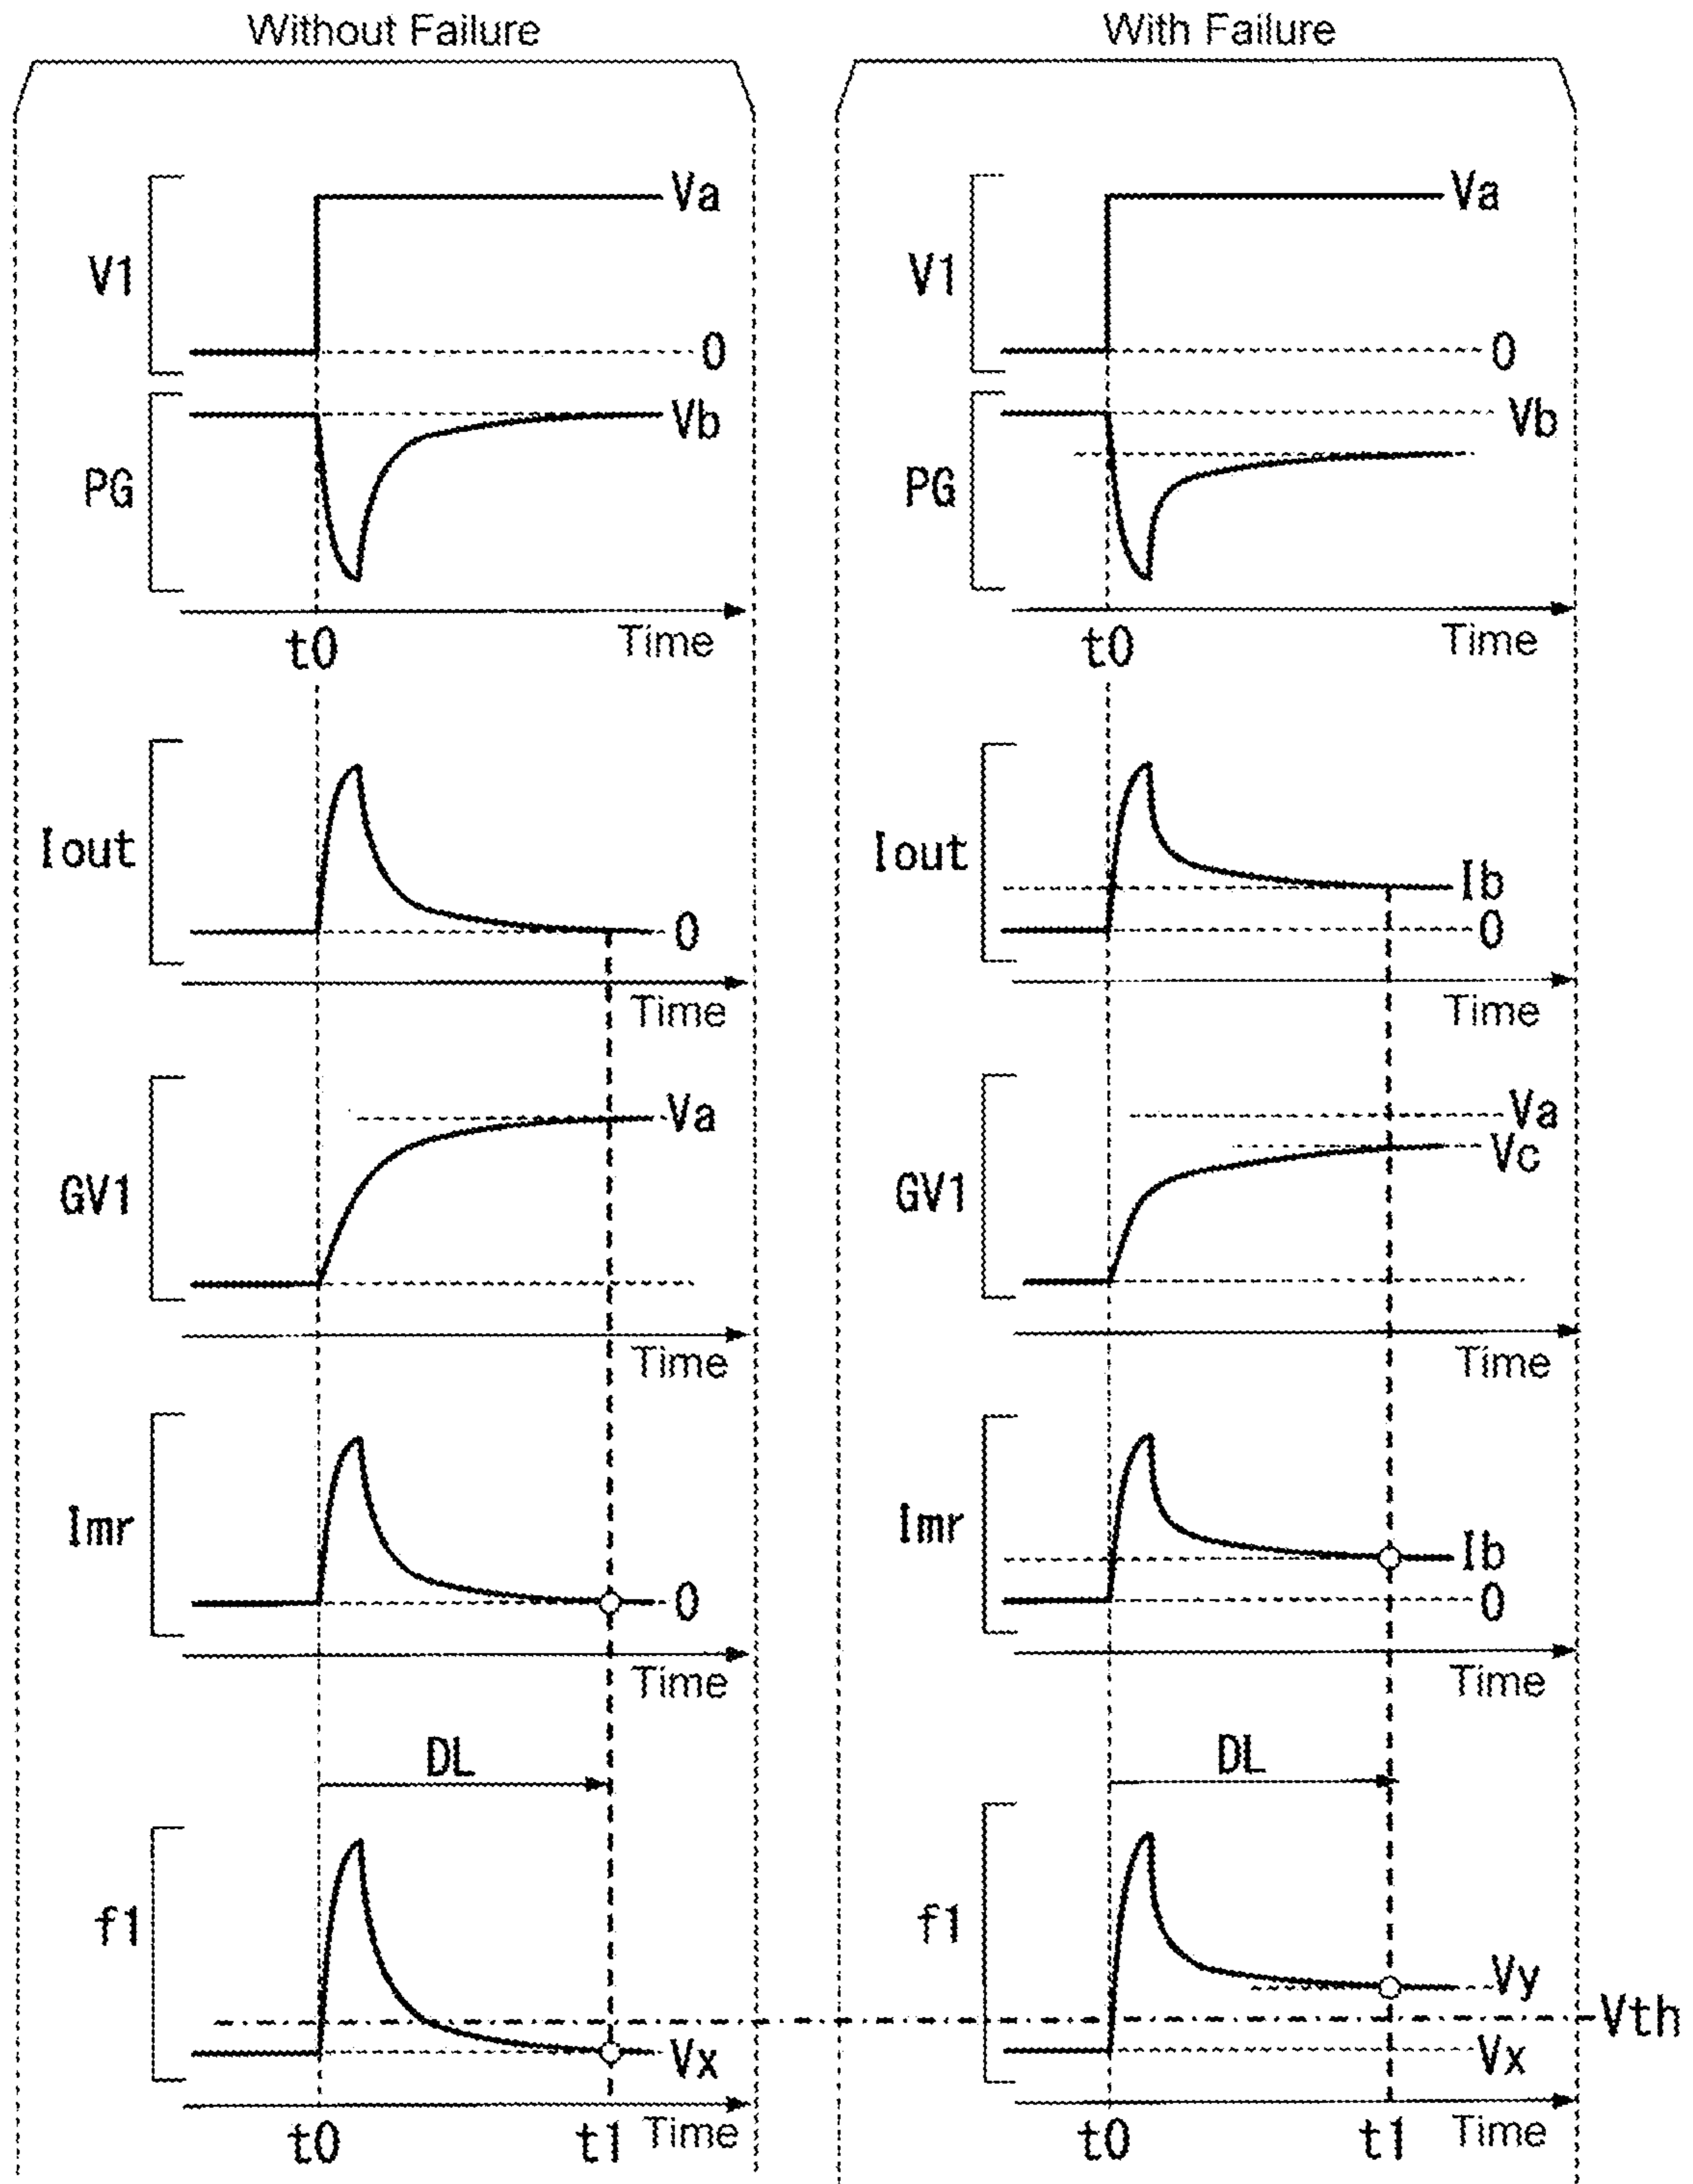 Without Failure
Va
V1
0
Vb
PG
t0
Time
Iout
0
Time
Va
GV1
Time
Imr
0
Time
DL
f1
Vx
t0
t1
Time
With Failure
Va
V1
0
Vb
PG
t0
Time
Iout
Ib
0
Time
Va
Vc
GV1
Time
Imr
Ib
0
Time
DL
f1
Vy
Vth
Vx
t0
t1
Time